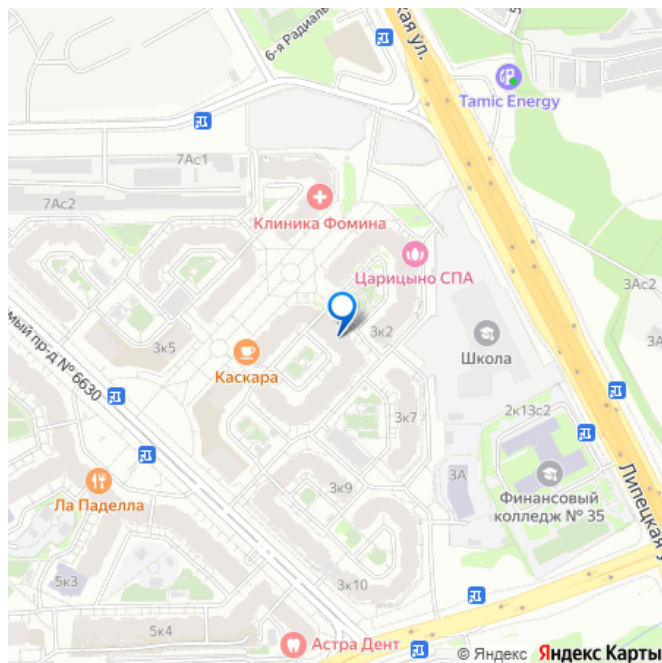 6-я Радиаль
кая ул.
Tamic Energy
7Ас1
7Ас2
Клиника Фомина
Царицыно СПА
3Ас2
3к2
3к5
мый пр-д № 6630
Каскара
Школа
2к13с2
3к7
3к9
3А
Финансовый
колледж № 35
Липецкая у
Ла Паделла
5к3
3к10
5к4
Астра Дент
© Яндекс Яндекс Карты